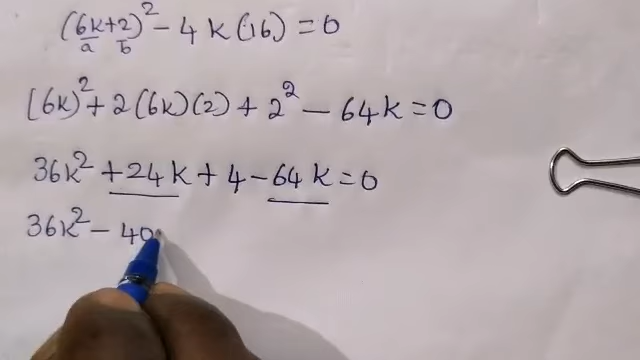 (6k+2)² - 4k(16) = 0
a b
(6k)² + 2(6k)(2) + 2² - 64k = 0
36k² + 24k + 4 - 64k = 0
36k² - 40